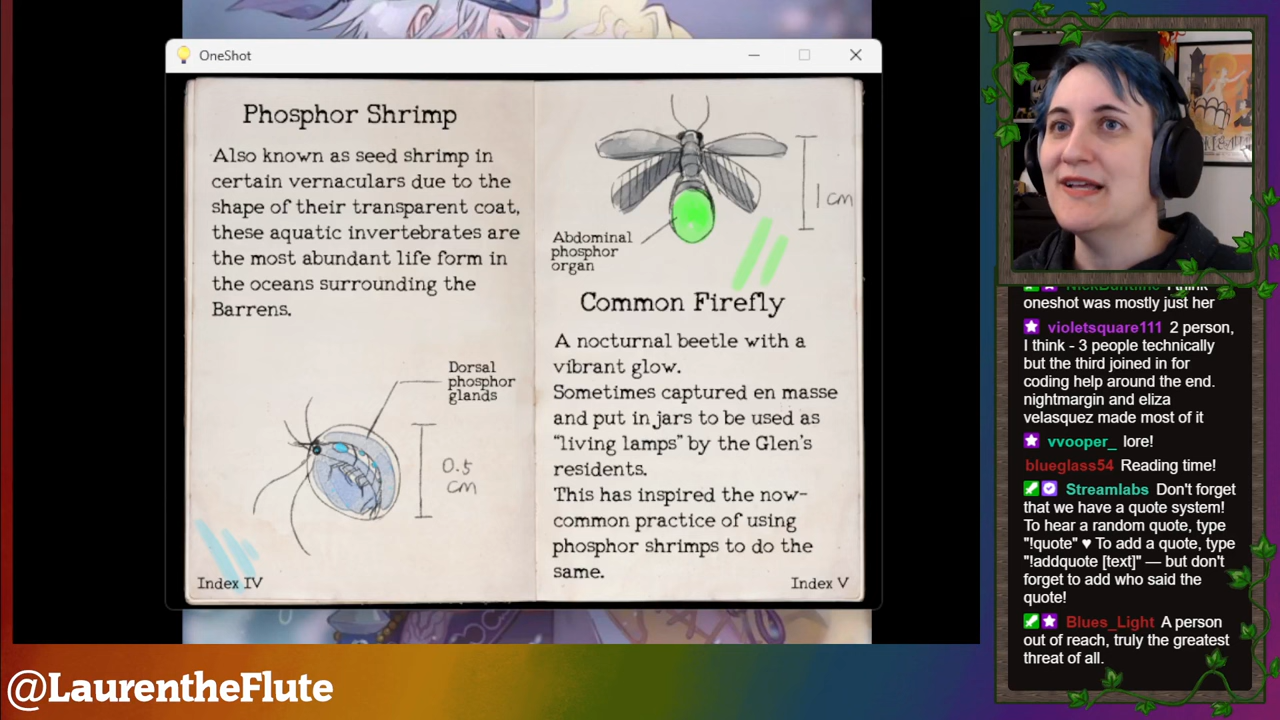 OneShot
Phosphor Shrimp
Also known as seed shrimp in
certain vernaculars due to the
shape of their transparent coat,
these aquatic invertebrates are
the most abundant life form in
the oceans surrounding the
Barrens.
Dorsal
phosphor
glands
0.5
cm
Index IV
1 cm
Abdominal
phosphor
organ
Common Firefly
A nocturnal beetle with a
vibrant glow.
Sometimes captured en masse
and put in jars to be used as
"living lamps" by the Glen's
residents.
This has inspired the now-
common practice of using
phosphor shrimps to do the
same.
Index V
I think
oneshot was mostly just her
violetsquare111 2 person,
I think - 3 people technically
but the third joined in for
coding help around the end.
nightmargin and eliza
velasquez made most of it
vvooper_ lore!
blueglass54 Reading time!
Streamlabs Don't forget
that we have a quote system!
To hear a random quote, type
"!quote" ♥ To add a quote, type
"!addquote [text]" — but don't
forget to add who said the
quote!
Blues_Light A person
out of reach, truly the greatest
threat of all.
@LaurentheFlute